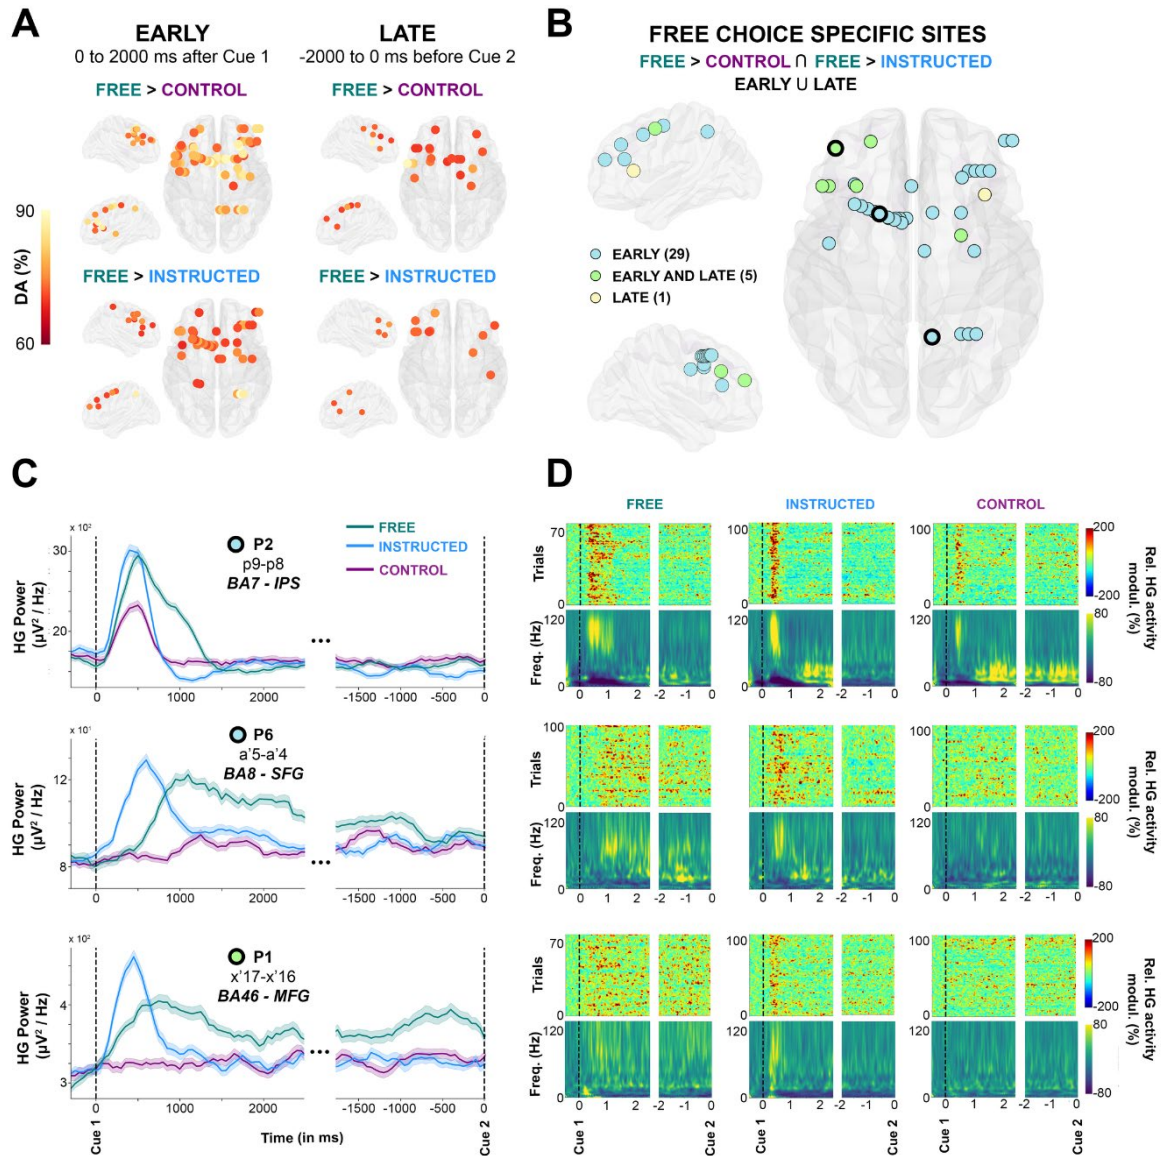 A
EARLY
0 to 2000 ms after Cue 1
LATE
-2000 to 0 ms before Cue 2
FREE > CONTROL
FREE > CONTROL
90
DA (%)
60
FREE > INSTRUCTED
FREE > INSTRUCTED
B
FREE CHOICE SPECIFIC SITES
FREE > CONTROL ∩ FREE > INSTRUCTED
EARLY ∪ LATE
EARLY (29)
EARLY AND LATE (5)
LATE (1)
C
x 10²
30
20
HG Power
(µV² / Hz)
P2
p9-p8
BA7 - IPS
FREE
INSTRUCTED
CONTROL
...
0 1000 2000 -1500 -1000 -500 0
x 10¹
12
8
HG Power
(µV² / Hz)
P6
a'5-a'4
BA8 - SFG
...
0 1000 2000 -1500 -1000 -500 0
x 10²
4
3
HG Power
(µV² / Hz)
P1
x'17-x'16
BA46 - MFG
...
0 1000 2000 -1500 -1000 -500 0
Cue 1
Time (in ms)
Cue 2
D
FREE INSTRUCTED CONTROL
Trials
70 0
100 0
100 0
200
-200
Freq. (Hz)
120 0
120 0
120 0
80
-80
Rel. HG activity
modul. (%)
0 1 2 -2 -1 0
0 1 2 -2 -1 0
0 1 2 -2 -1 0
Trials
100 0
100 0
100 0
200
-200
Freq. (Hz)
120 0
120 0
120 0
80
-80
Rel. HG activity
modul. (%)
0 1 2 -2 -1 0
0 1 2 -2 -1 0
0 1 2 -2 -1 0
Trials
70 0
100 0
100 0
200
-200
Freq. (Hz)
120 0
120 0
120 0
80
-80
Rel. HG activity
modul. (%)
0 1 2 -2 -1 0
0 1 2 -2 -1 0
0 1 2 -2 -1 0
Cue 1 Cue 2
Cue 1 Cue 2
Cue 1 Cue 2